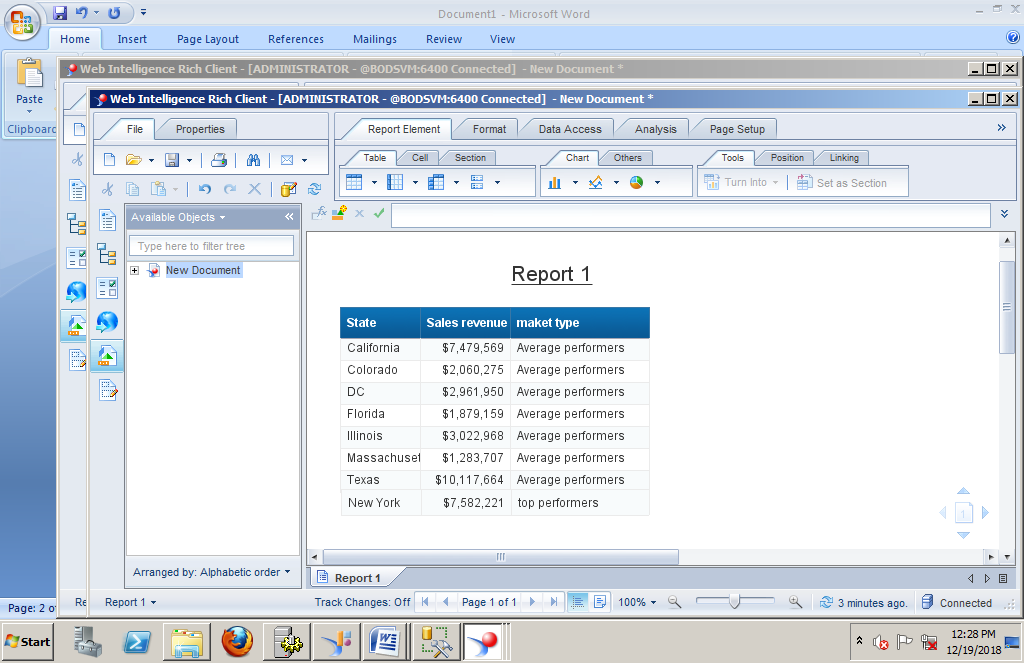 Document1 - Microsoft Word
Home Insert Page Layout References Mailings Review View
Paste
Clipboard
Web Intelligence Rich Client - [ADMINISTRATOR - @BODSVM:6400 Connected] - New Document *
Web Intelligence Rich Client - [ADMINISTRATOR - @BODSVM:6400 Connected] - New Document *
File Properties Report Element Format Data Access Analysis Page Setup
Table Cell Section Chart Others Tools Position Linking
Turn Into Set as Section
Available Objects
Type here to filter tree
New Document
Report 1
State Sales revenue maket type
California $7,479,569 Average performers
Colorado $2,060,275 Average performers
DC $2,961,950 Average performers
Florida $1,879,159 Average performers
Illinois $3,022,968 Average performers
Massachuset $1,283,707 Average performers
Texas $10,117,664 Average performers
New York $7,582,221 top performers
1
Arranged by: Alphabetic order
Report 1
Page: 2 o
Re Report 1 Track Changes: Off Page 1 of 1 100% 3 minutes ago. Connected
Start
12:28 PM
12/19/2018